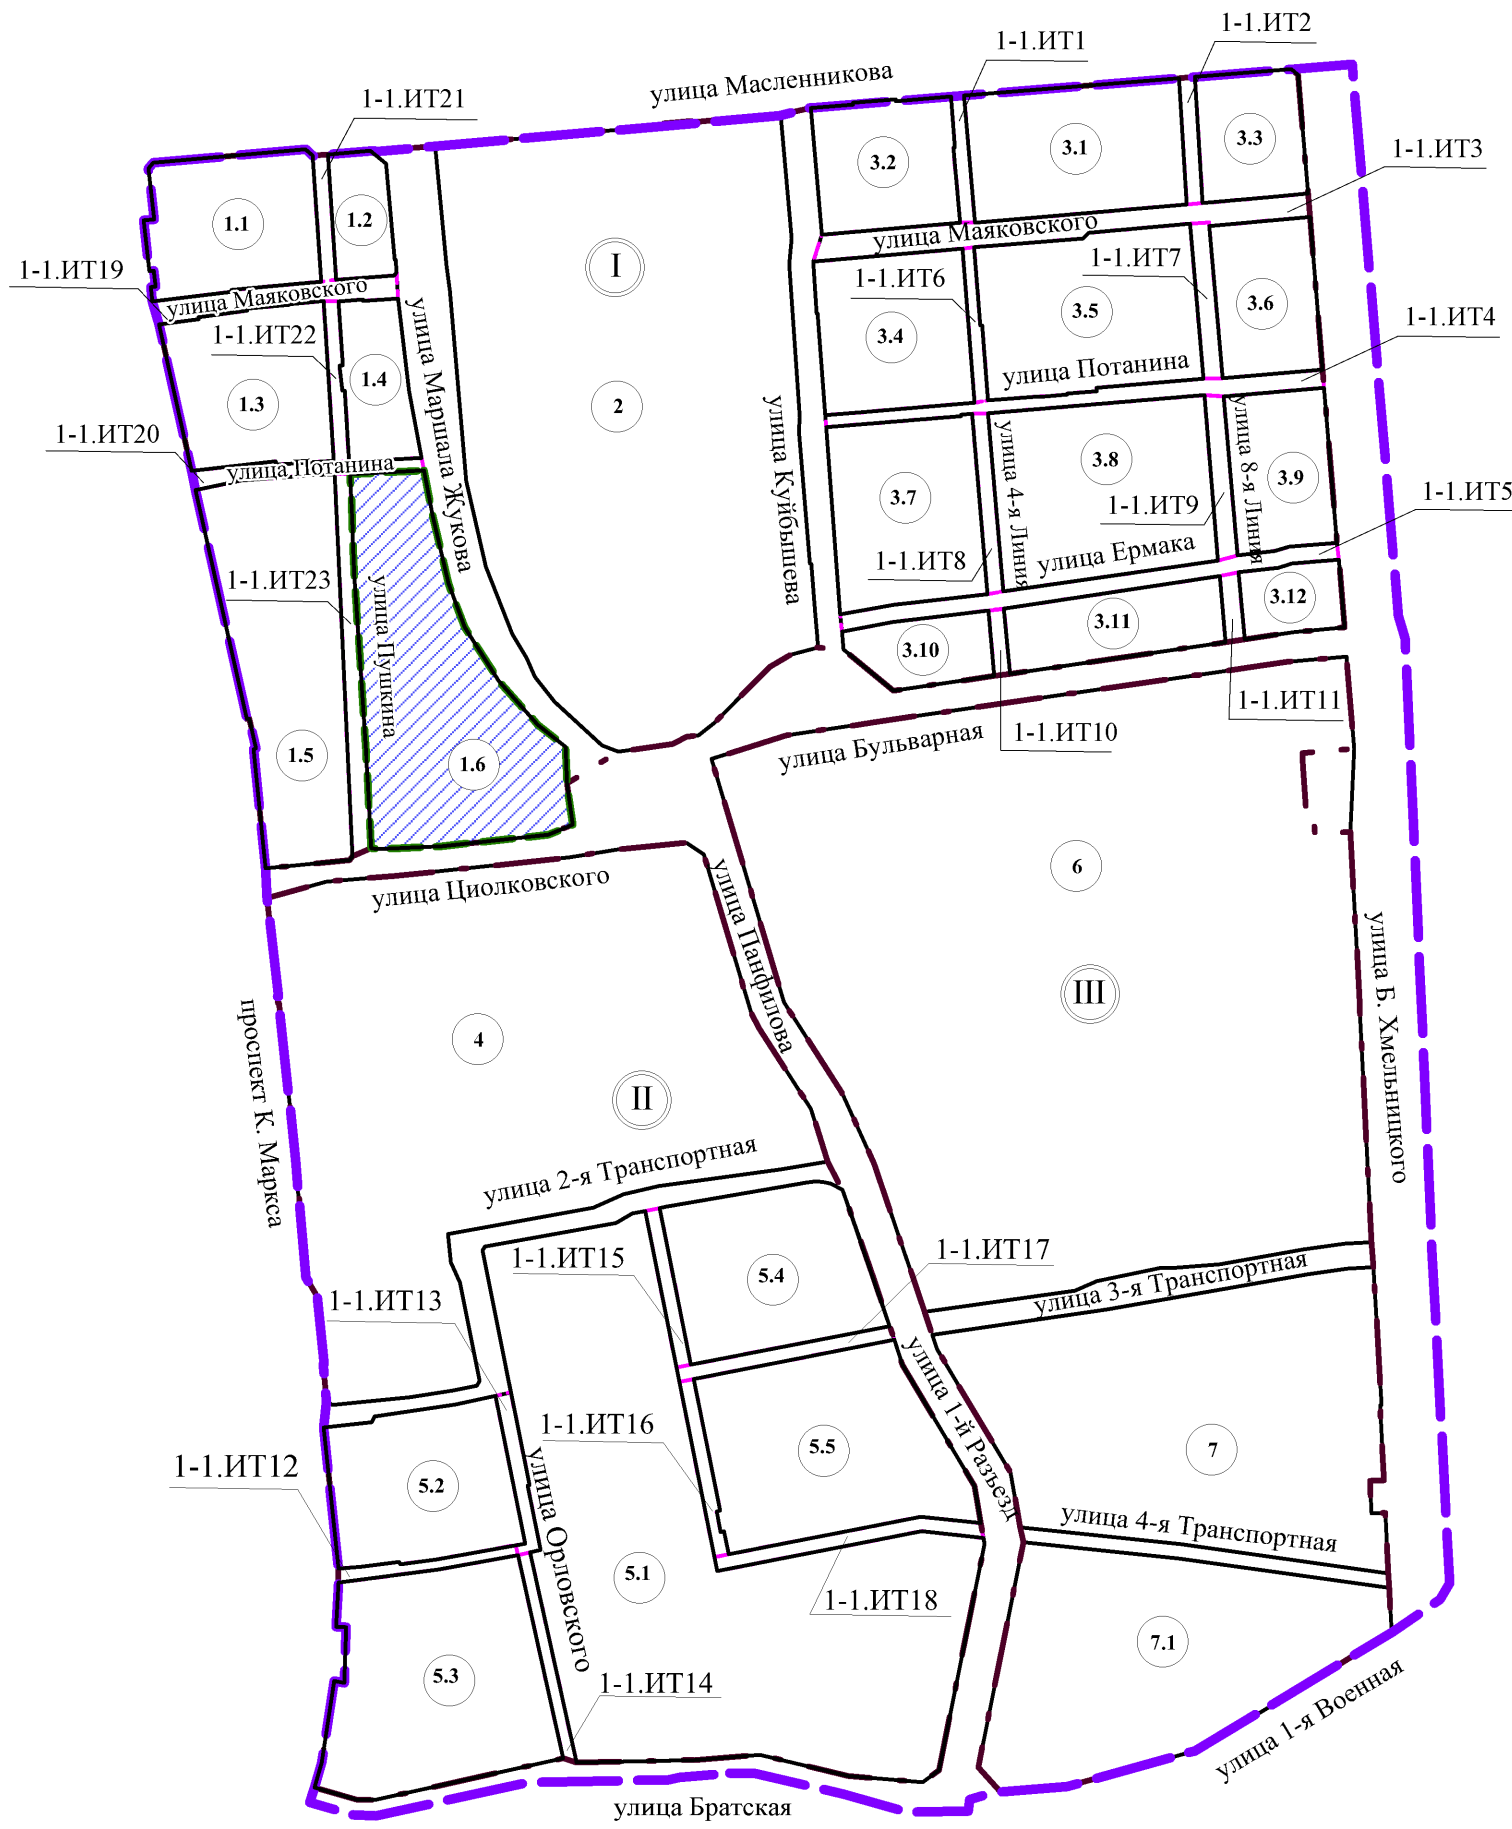 1-1.ИТ2
1-1.ИТ1
улица Масленникова
1-1.ИТ21
3.3
3.1
1-1.ИТ3
3.2
1.2
1.1
улица Маяковского
1-1.ИТ19
I
1-1.ИТ7
1-1.ИТ6
улица Маяковского
3.6
3.5
1-1.ИТ4
1-1.ИТ22
3.4
улица Потанина
1.4
1.3
2
улица Маршала Жукова
улица Куйбышева
1-1.ИТ20
улица Потанина
3.8
улица 8-я Линия
3.9
1-1.ИТ5
3.7
улица 4-я Линия
1-1.ИТ9
улица Ермака
1-1.ИТ8
1-1.ИТ23
3.12
3.11
улица Пушкина
3.10
1-1.ИТ11
1-1.ИТ10
улица Бульварная
1.5
1.6
6
улица Циолковского
улица Панфилова
III
улица Б. Хмельницкого
4
проспект К. Маркса
II
улица 2-я Транспортная
1-1.ИТ17
1-1.ИТ15
5.4
улица 3-я Транспортная
1-1.ИТ13
улица 1-й Разъезд
1-1.ИТ16
5.5
7
1-1.ИТ12
5.2
улица Орловского
улица 4-я Транспортная
5.1
1-1.ИТ18
7.1
5.3
1-1.ИТ14
улица 1-я Военная
улица Братская